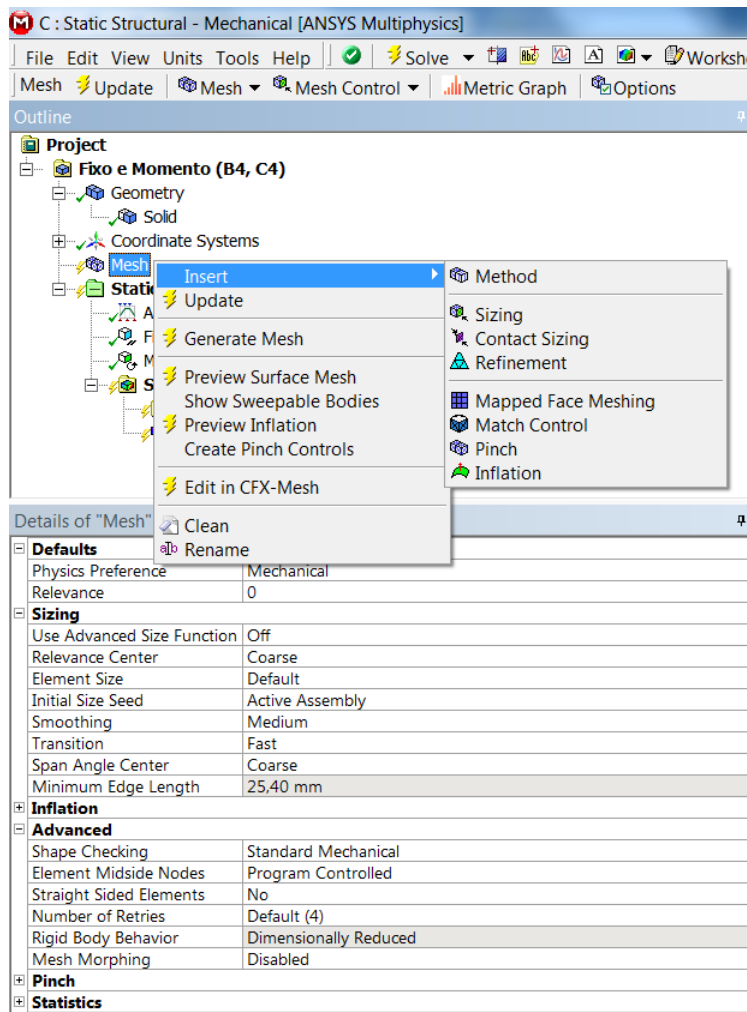 C : Static Structural - Mechanical [ANSYS Multiphysics]
File Edit View Units Tools Help Solve Worksh
Mesh Update Mesh Mesh Control Metric Graph Options
Outline
Project
Fixo e Momento (B4, C4)
Geometry
Solid
Coordinate Systems
Mesh
Insert
Method
Static
Update
A
Sizing
F
Generate Mesh
Contact Sizing
M
Refinement
S
Preview Surface Mesh
Show Sweepable Bodies
Mapped Face Meshing
Preview Inflation
Match Control
Create Pinch Controls
Pinch
Inflation
Edit in CFX-Mesh
Details of "Mesh"
Clean
Rename
Defaults
Physics Preference Mechanical
Relevance 0
Sizing
Use Advanced Size Function Off
Relevance Center Coarse
Element Size Default
Initial Size Seed Active Assembly
Smoothing Medium
Transition Fast
Span Angle Center Coarse
Minimum Edge Length 25,40 mm
Inflation
Advanced
Shape Checking Standard Mechanical
Element Midside Nodes Program Controlled
Straight Sided Elements No
Number of Retries Default (4)
Rigid Body Behavior Dimensionally Reduced
Mesh Morphing Disabled
Pinch
Statistics